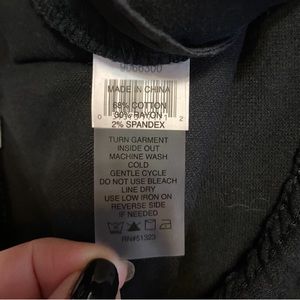 MADE IN CHINA
68% COTTON
30% RAYON
2% SPANDEX
TURN GARMENT
INSIDE OUT
MACHINE WASH
COLD
GENTLE CYCLE
DO NOT USE BLEACH
LINE DRY
USE LOW IRON ON
REVERSE SIDE
IF NEEDED
RN#51323